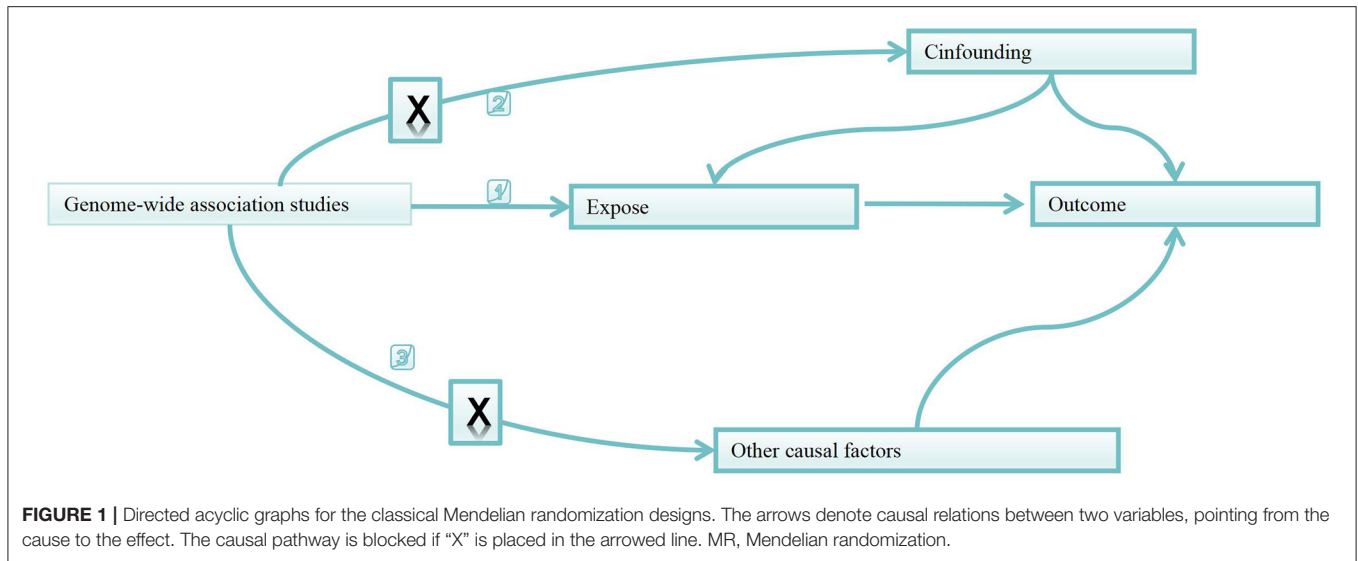 Cinfounding
X
2
Genome-wide association studies
1
Expose
Outcome
3
X
Other causal factors
FIGURE 1 | Directed acyclic graphs for the classical Mendelian randomization designs. The arrows denote causal relations between two variables, pointing from the
cause to the effect. The causal pathway is blocked if “X” is placed in the arrowed line. MR, Mendelian randomization.